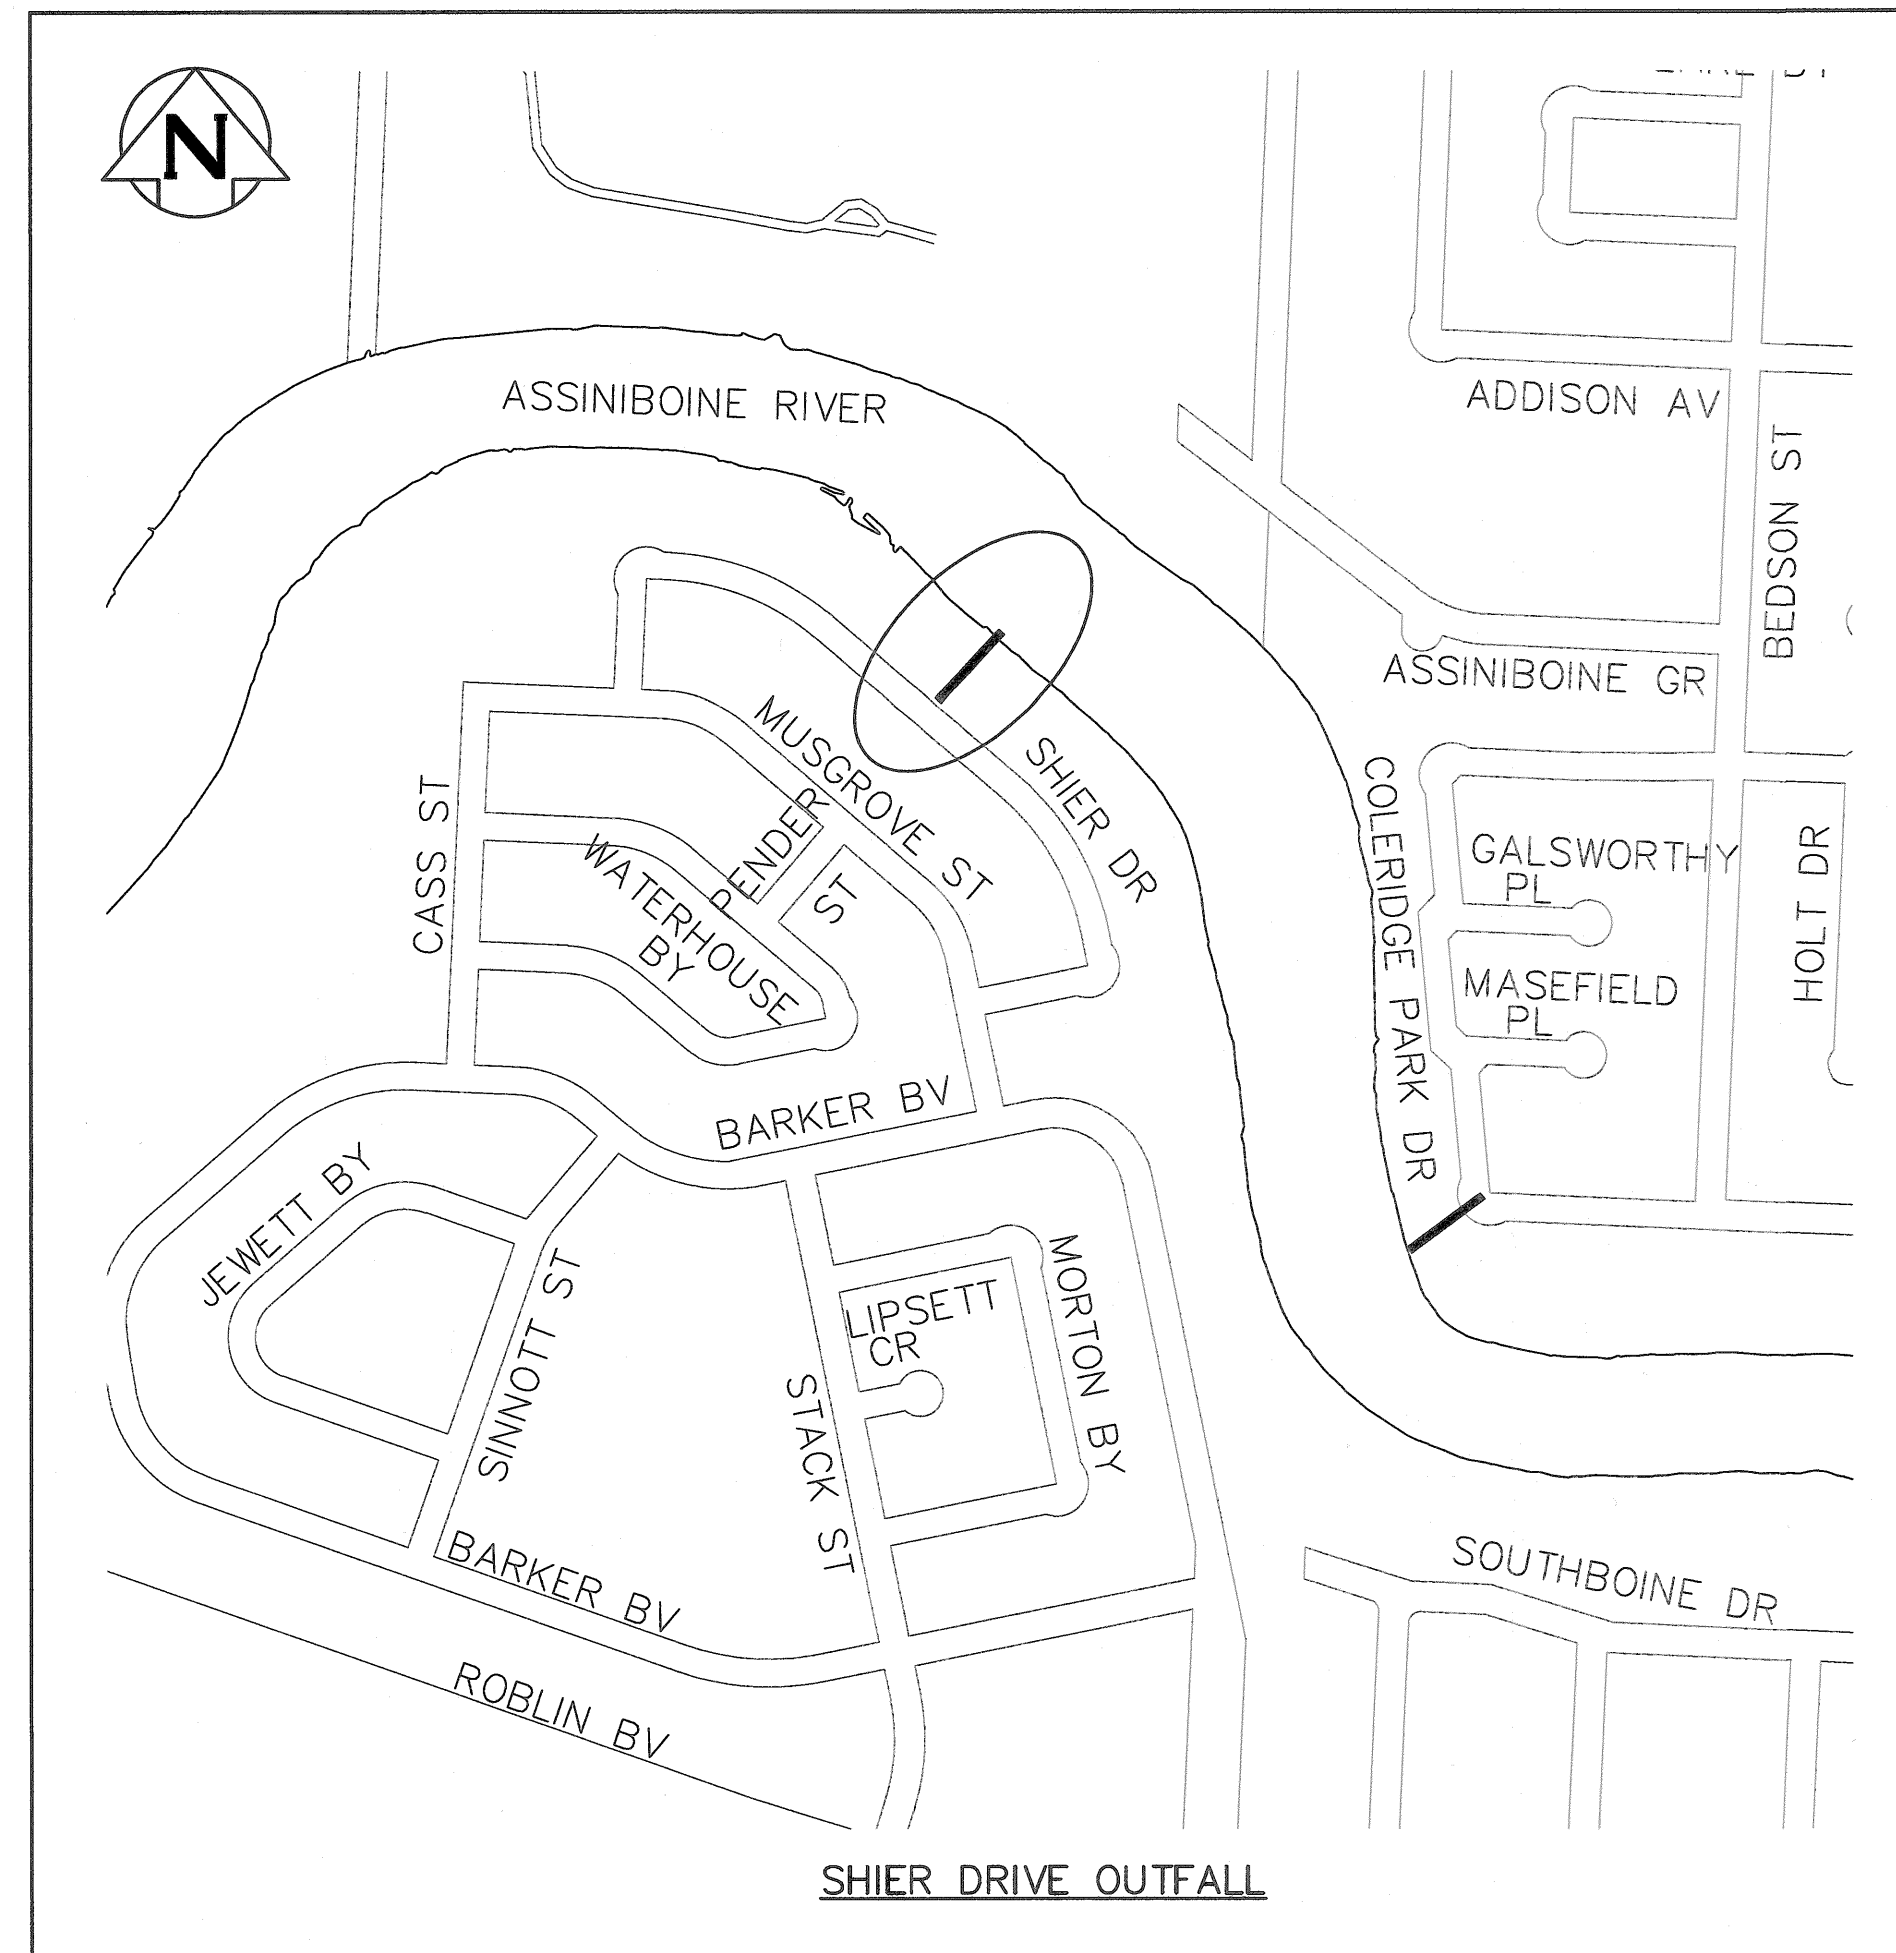 N
ASSINIBOINE RIVER
ADDISON AV
BEDSON ST
ASSINIBOINE GR
MUSGROVE ST
SHIER DR
COLERIDGE PARK DR
CASS ST
PENDER
ST
WATERHOUSE
BY
GALSWORTHY
PL
HOLT DR
MASEFIELD
PL
BARKER BV
JEWETT BY
SINNOTT ST
LIPSETT
CR
MORTON BY
STACK ST
BARKER BV
SOUTHBOINE DR
ROBLIN BV
SHIER DRIVE OUTFALL